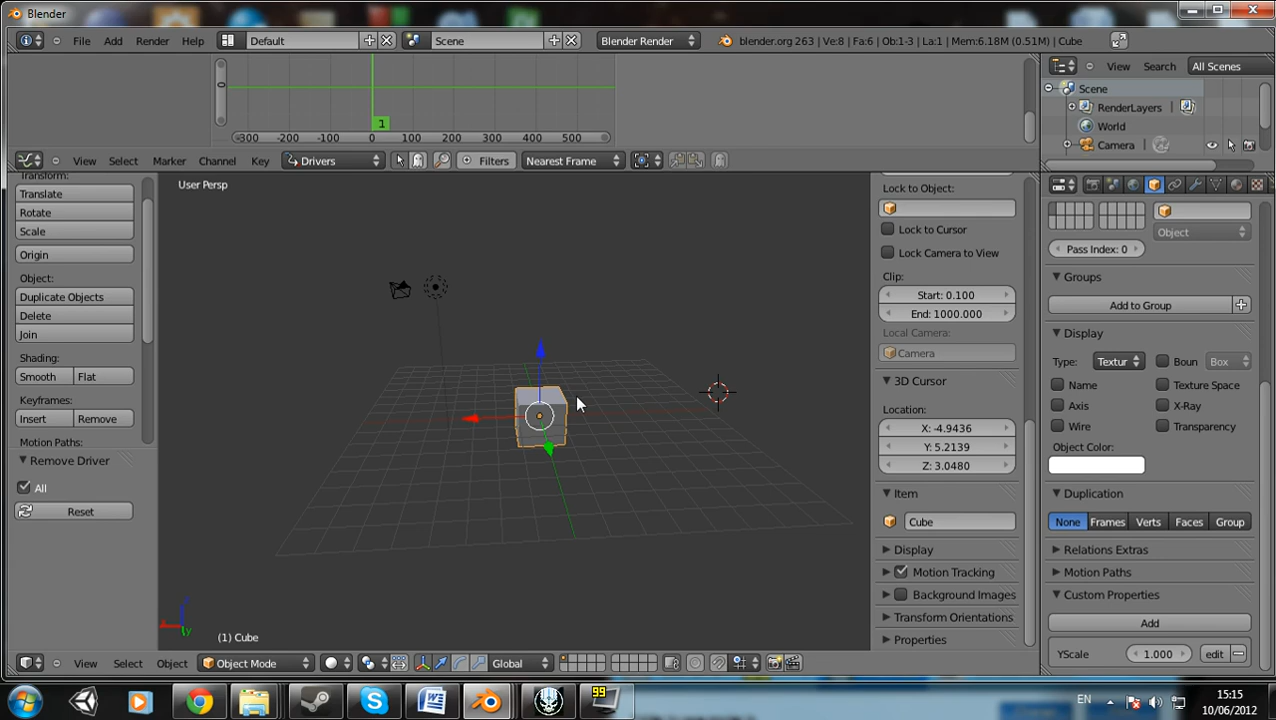 Blender
File Add Render Help Default Scene Blender Render blender.org 263 | Ve:8 | Fa:6 | Ob:1-3 | La:1 | Mem:6.18M (0.51M) | Cube
-300 -200 -100 0 100 200 300 400 500
1
View Select Marker Channel Key Drivers Filters Nearest Frame
View Search All Scenes
Scene
RenderLayers
World
Camera
Transform:
Translate
Rotate
Scale
Origin
Object:
Duplicate Objects
Delete
Join
Shading:
Smooth Flat
Keyframes:
Insert Remove
Motion Paths:
Remove Driver
All
Reset
User Persp
(1) Cube
y
Lock to Object:
Lock to Cursor
Lock Camera to View
Clip:
Start: 0.100
End: 1000.000
Local Camera:
Camera
3D Cursor
Location:
X: -4.9436
Y: 5.2139
Z: 3.0480
Item
Cube
Display
Motion Tracking
Background Images
Transform Orientations
Properties
Object
Pass Index: 0
Groups
Add to Group
Display
Type: Textur Boun Box
Name Texture Space
Axis X-Ray
Wire Transparency
Object Color:
Duplication
None Frames Verts Faces Group
Relations Extras
Motion Paths
Custom Properties
Add
YScale 1.000 edit
View Select Object Object Mode Global
99
EN
15:15
10/06/2012